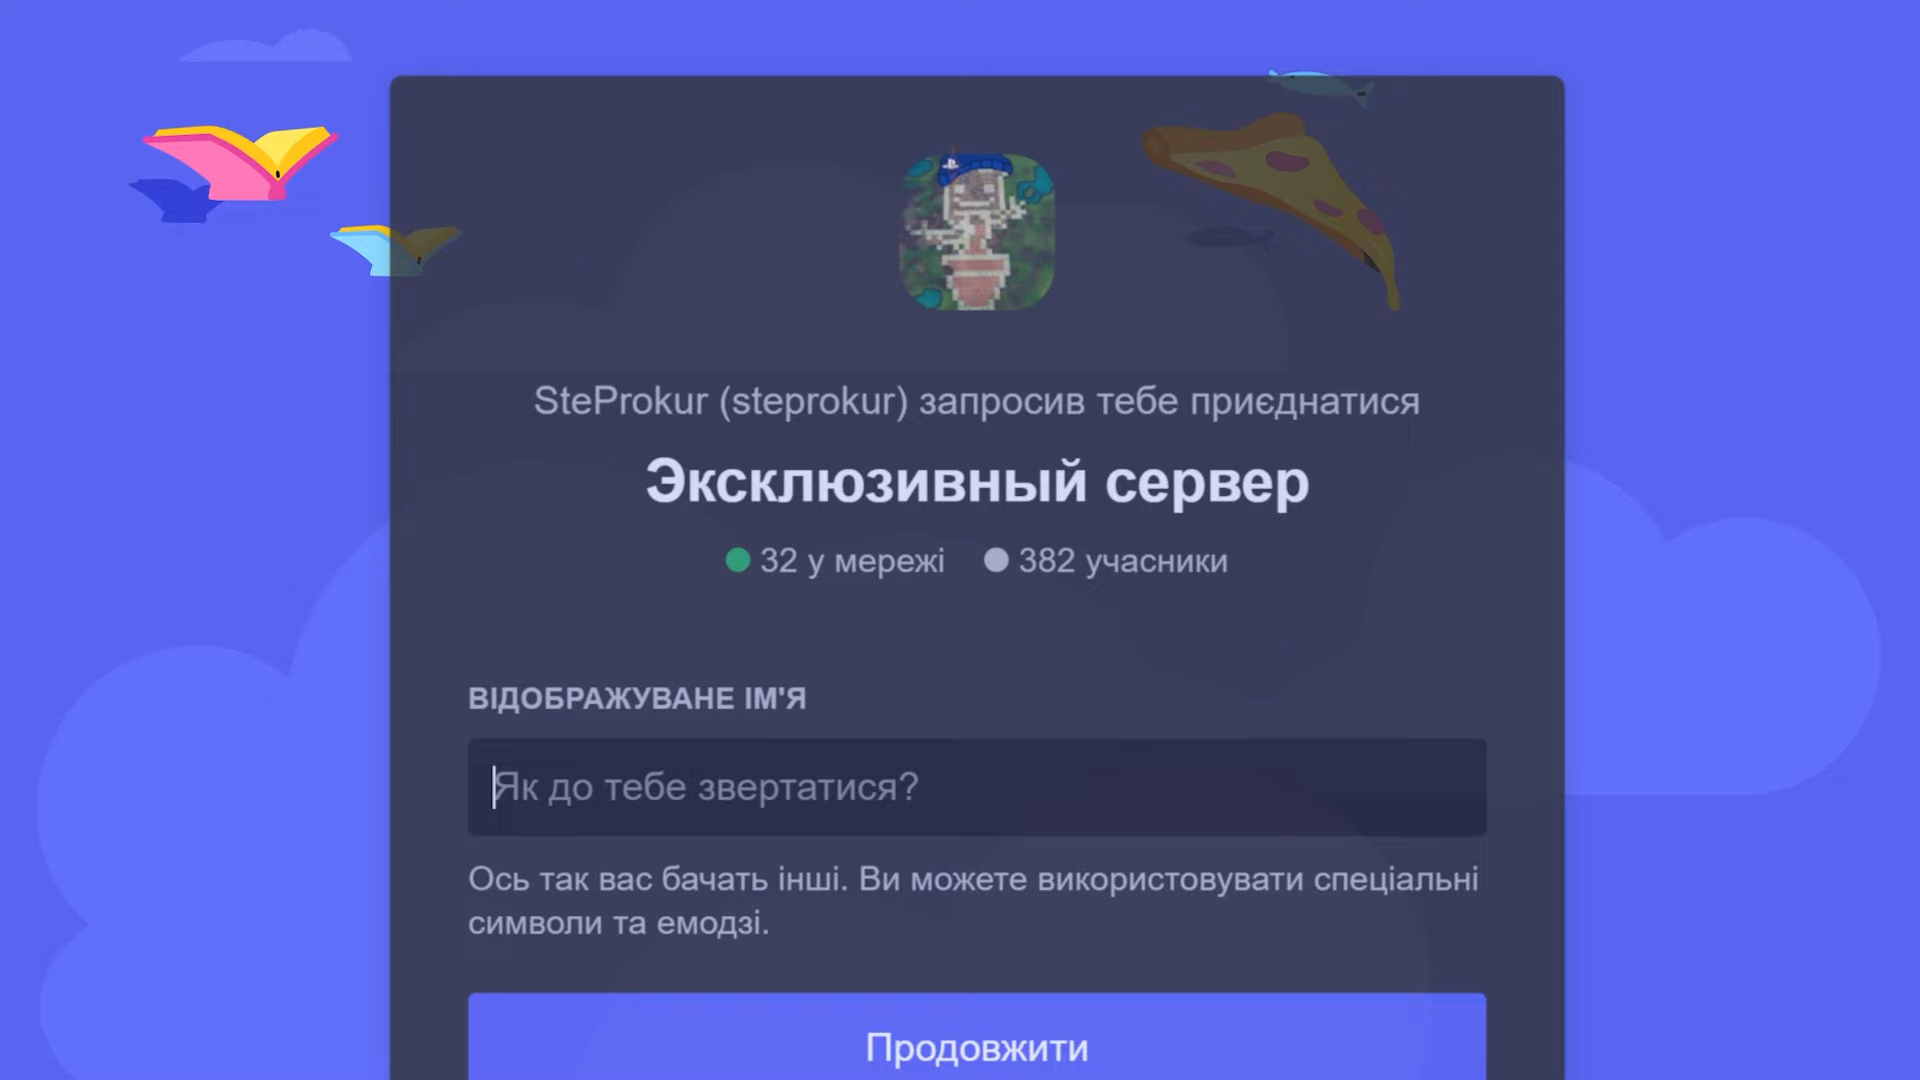 SteProkur (steprokur) запросив тебе приєднатися
Эксклюзивный сервер
32 у мережі 382 учасники
ВІДОБРАЖУВАНЕ ІМ'Я
Як до тебе звертатися?
Ось так вас бачать інші. Ви можете використовувати спеціальні
символи та емодзі.
Продовжити